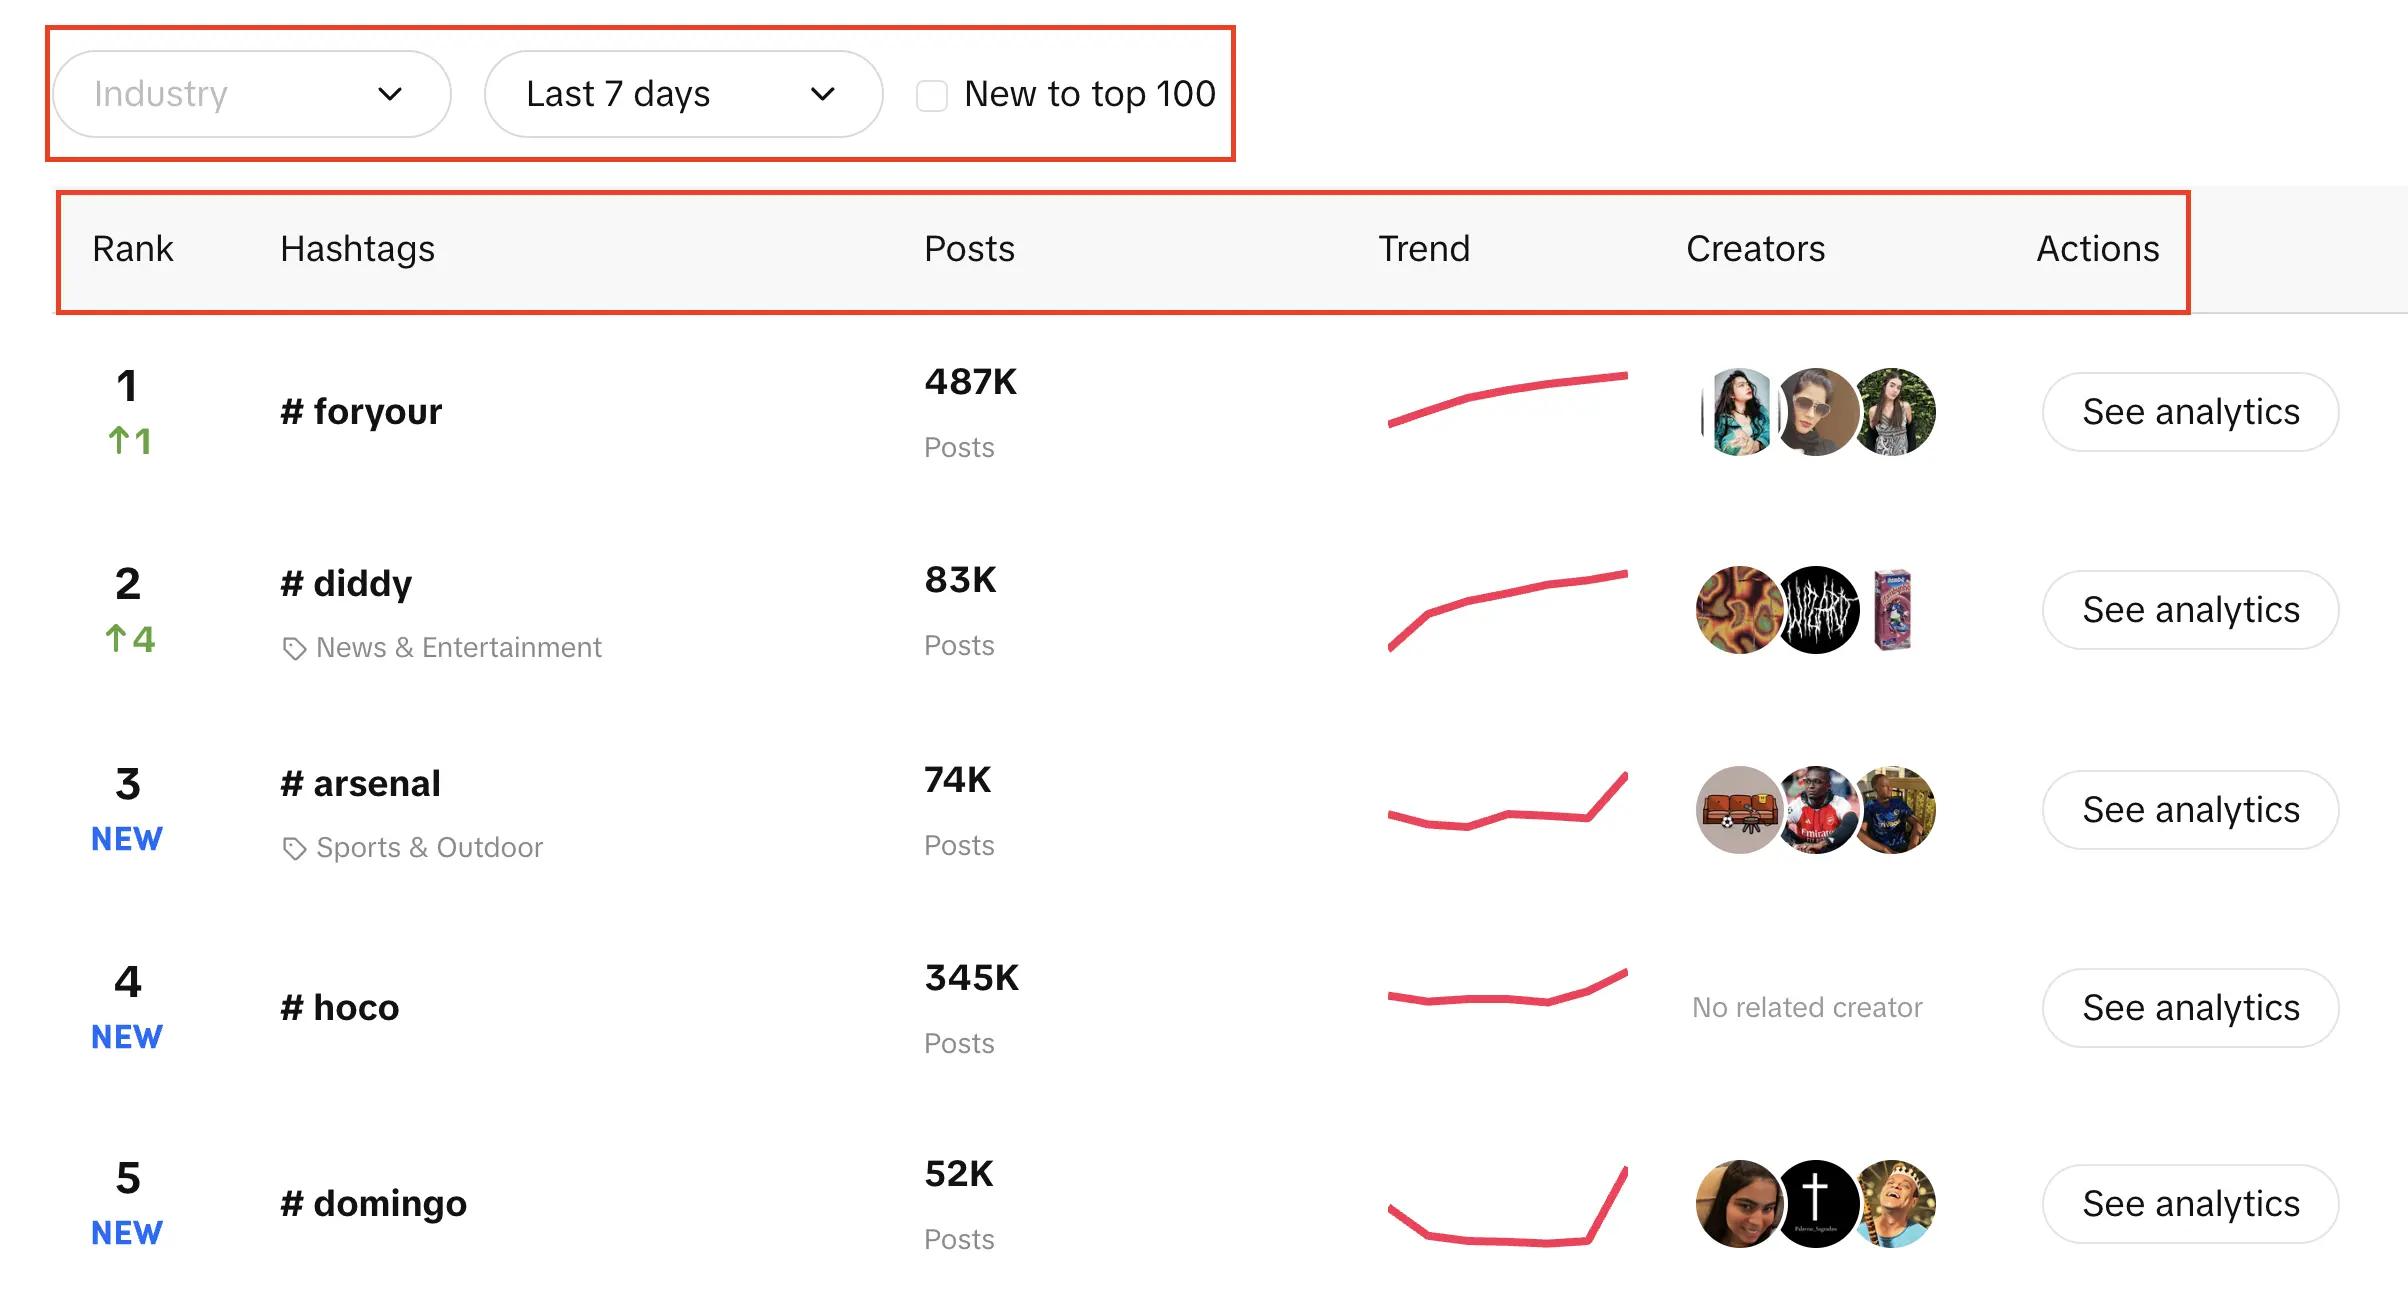 Industry
Last 7 days
New to top 100
Rank Hashtags Posts Trend Creators Actions
1
↑1
# foryour
487K
Posts
See analytics
2
↑4
# diddy
News & Entertainment
83K
Posts
WIZARD
See analytics
3
NEW
# arsenal
Sports & Outdoor
74K
Posts
See analytics
4
NEW
# hoco
345K
Posts
No related creator
See analytics
5
NEW
# domingo
52K
Posts
See analytics